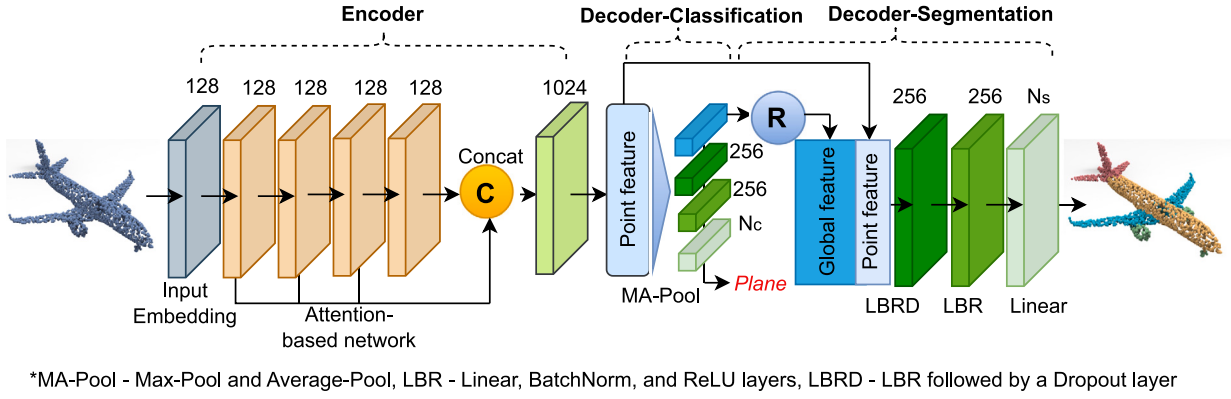 Encoder
Decoder-Classification
Decoder-Segmentation
128
128
128
128
128
1024
256
256
Ns
Concat
C
R
Point feature
256
256
Nc
Global feature
Point feature
Plane
MA-Pool
Input
Embedding
Attention-
based network
LBRD
LBR
Linear
*MA-Pool - Max-Pool and Average-Pool, LBR - Linear, BatchNorm, and ReLU layers, LBRD - LBR followed by a Dropout layer